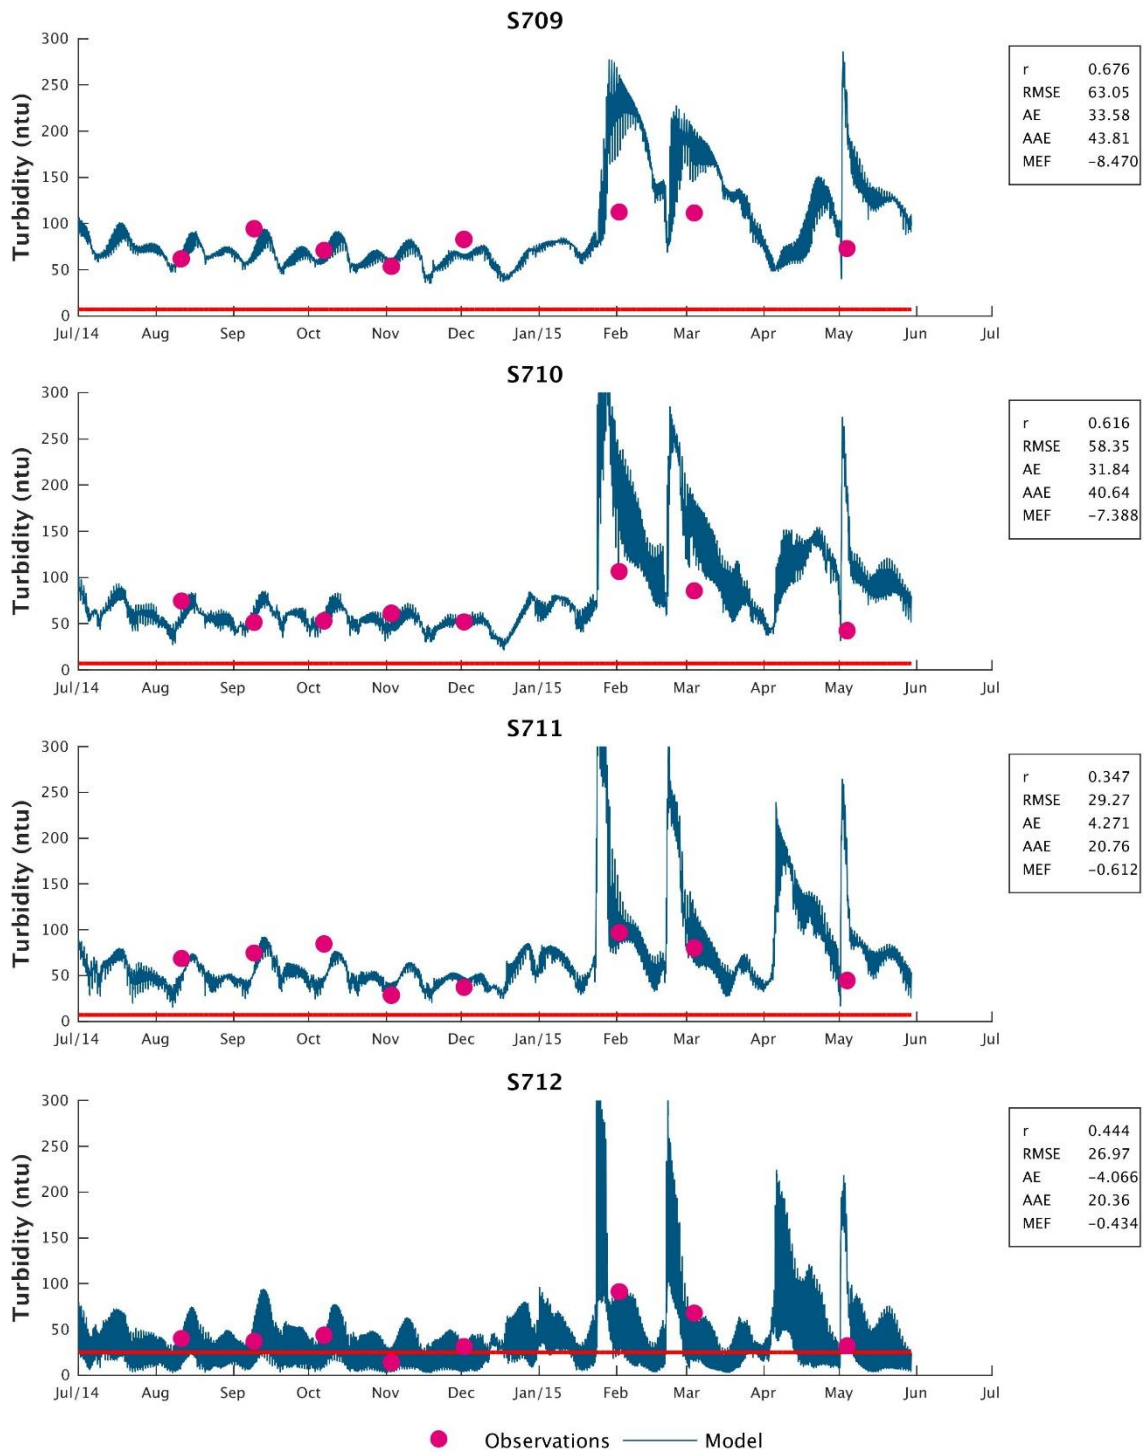 S709
300
250
200
150
100
50
0
Turbidity (ntu)
Jul/14 Aug Sep Oct Nov Dec Jan/15 Feb Mar Apr May Jun Jul
r 0.676
RMSE 63.05
AE 33.58
AAE 43.81
MEF −8.470
S710
300
250
200
150
100
50
0
Turbidity (ntu)
Jul/14 Aug Sep Oct Nov Dec Jan/15 Feb Mar Apr May Jun Jul
r 0.616
RMSE 58.35
AE 31.84
AAE 40.64
MEF −7.388
S711
300
250
200
150
100
50
0
Turbidity (ntu)
Jul/14 Aug Sep Oct Nov Dec Jan/15 Feb Mar Apr May Jun Jul
r 0.347
RMSE 29.27
AE 4.271
AAE 20.76
MEF −0.612
S712
300
250
200
150
100
50
0
Turbidity (ntu)
Jul/14 Aug Sep Oct Nov Dec Jan/15 Feb Mar Apr May Jun Jul
r 0.444
RMSE 26.97
AE −4.066
AAE 20.36
MEF −0.434
Observations Model